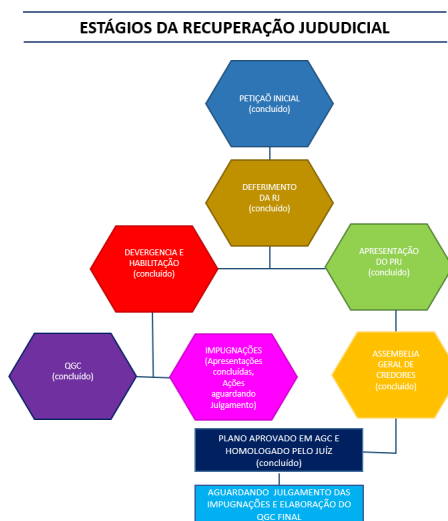 ESTÁGIOS DA RECUPERAÇÃO JUDUDICIAL
PETIÇAÕ INICIAL
(concluído)
DEFERIMENTO
DA RJ
(concluído)
DEVERGENCIA E
HABILITAÇÃO
(concluído)
APRESENTAÇÃO
DO PRJ
(concluído)
QGC
(concluído)
IMPUGNAÇÕES
(Apresentações
concluídas,
Ações
aguardando
Julgamento)
ASSEMBELIA
GERAL DE
CREDORES
(concluído)
PLANO APROVADO EM AGC E
HOMOLOGADO PELO JUÍZ
(concluído)
AGUARDANDO JULGAMENTO DAS
IMPUGNAÇÕES E ELABORAÇÃO DO
QGC FINAL